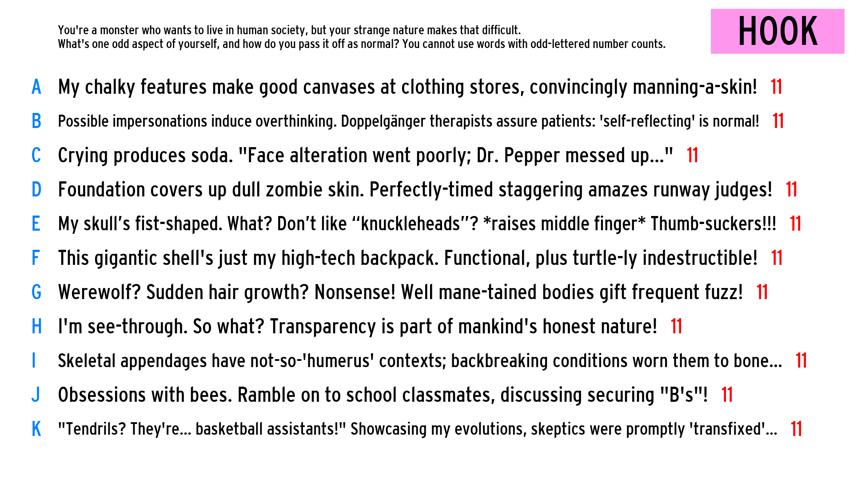 You're a monster who wants to live in human society, but your strange nature makes that difficult.
What's one odd aspect of yourself, and how do you pass it off as normal? You cannot use words with odd-lettered number counts.
HOOK
A My chalky features make good canvases at clothing stores, convincingly manning-a-skin! 11
B Possible impersonations induce overthinking. Doppelgänger therapists assure patients: 'self-reflecting' is normal! 11
C Crying produces soda. "Face alteration went poorly; Dr. Pepper messed up..." 11
D Foundation covers up dull zombie skin. Perfectly-timed staggering amazes runway judges! 11
E My skull’s fist-shaped. What? Don’t like “knuckleheads”? *raises middle finger* Thumb-suckers!!! 11
F This gigantic shell's just my high-tech backpack. Functional, plus turtle-ly indestructible! 11
G Werewolf? Sudden hair growth? Nonsense! Well mane-tained bodies gift frequent fuzz! 11
H I'm see-through. So what? Transparency is part of mankind's honest nature! 11
I Skeletal appendages have not-so-'humerus' contexts; backbreaking conditions worn them to bone... 11
J Obsessions with bees. Ramble on to school classmates, discussing securing "B's"! 11
K "Tendrils? They're... basketball assistants!" Showcasing my evolutions, skeptics were promptly 'transfixed'... 11